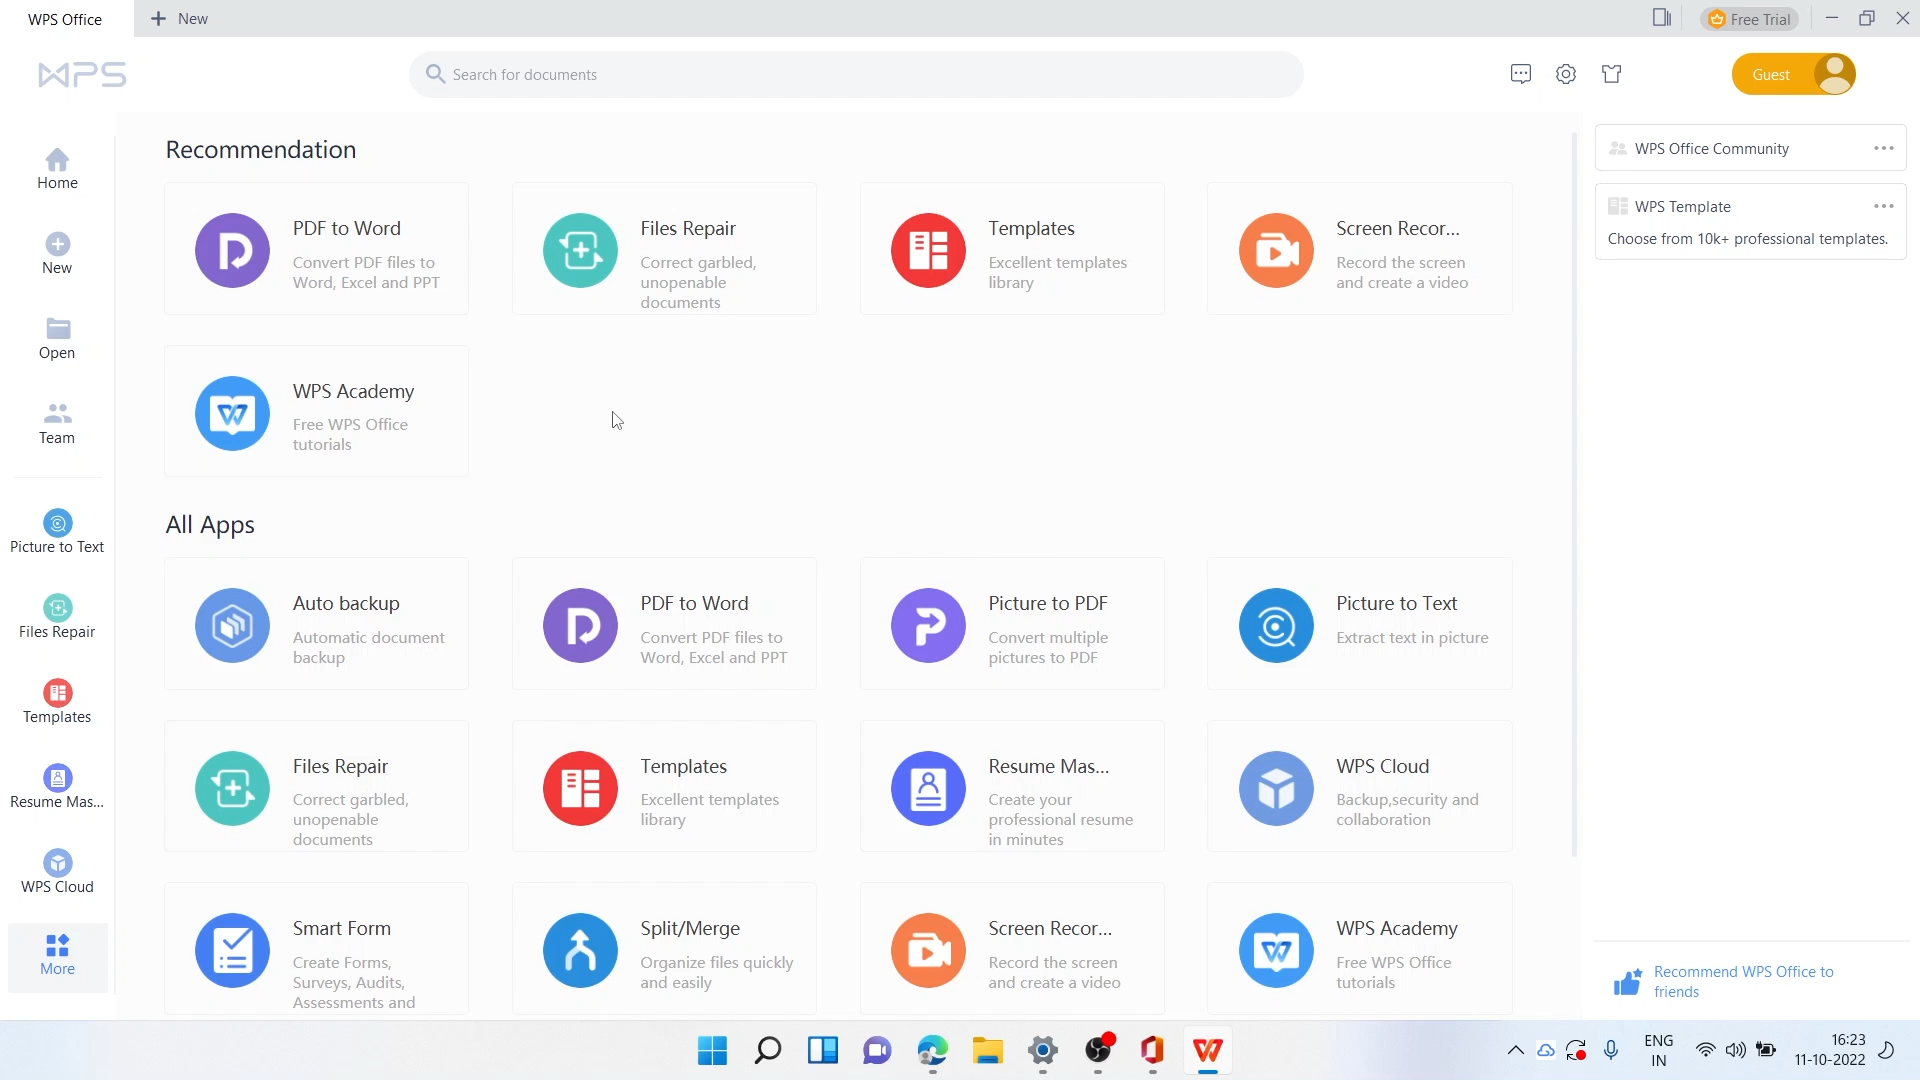 WPS Office
New
Free Trial
WPS
Search for documents
Guest
Home
New
Open
Team
Picture to Text
Files Repair
Templates
Resume Mas...
WPS Cloud
More
Recommendation
PDF to Word
Convert PDF files to
Word, Excel and PPT
Files Repair
Correct garbled,
unopenable
documents
Templates
Excellent templates
library
Screen Recor...
Record the screen
and create a video
WPS Academy
Free WPS Office
tutorials
All Apps
Auto backup
Automatic document
backup
PDF to Word
Convert PDF files to
Word, Excel and PPT
Picture to PDF
Convert multiple
pictures to PDF
Picture to Text
Extract text in picture
Files Repair
Correct garbled,
unopenable
documents
Templates
Excellent templates
library
Resume Mas...
Create your
professional resume
in minutes
WPS Cloud
Backup,security and
collaboration
Smart Form
Create Forms,
Surveys, Audits,
Assessments and
Split/Merge
Organize files quickly
and easily
Screen Recor...
Record the screen
and create a video
WPS Academy
Free WPS Office
tutorials
WPS Office Community
WPS Template
Choose from 10k+ professional templates.
Recommend WPS Office to
friends
ENG
IN
16:23
11-10-2022